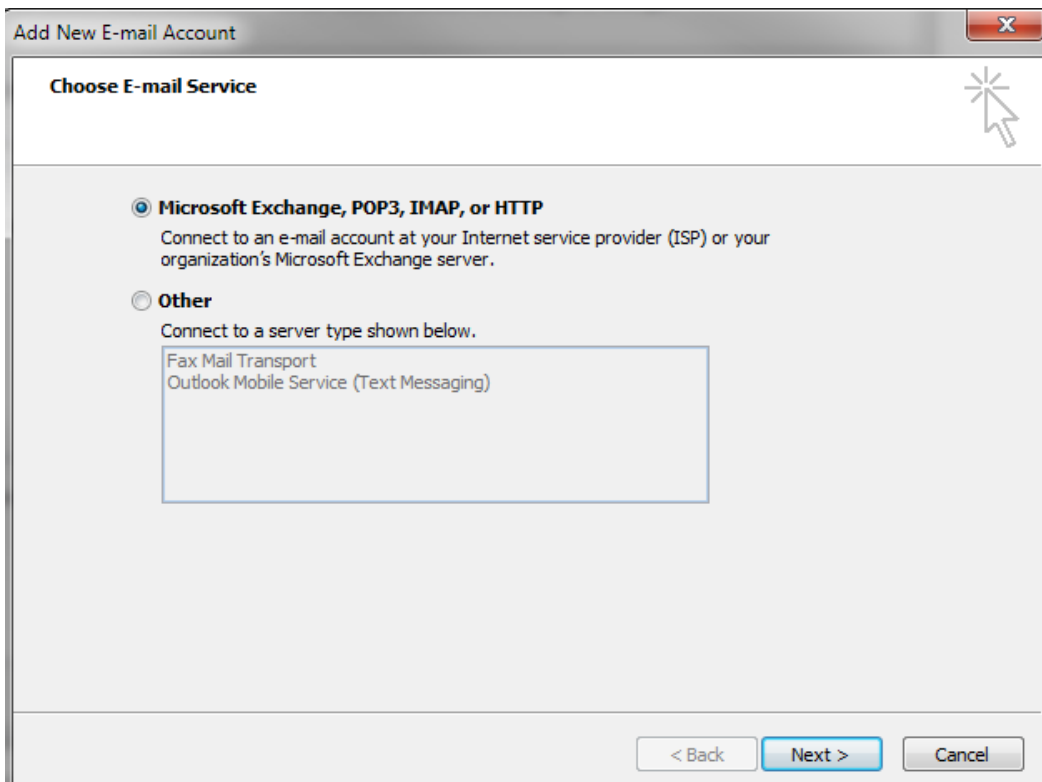 Add New E-mail Account
Choose E-mail Service
Microsoft Exchange, POP3, IMAP, or HTTP
Connect to an e-mail account at your Internet service provider (ISP) or your
organization's Microsoft Exchange server.
Other
Connect to a server type shown below.
Fax Mail Transport
Outlook Mobile Service (Text Messaging)
< Back Next > Cancel